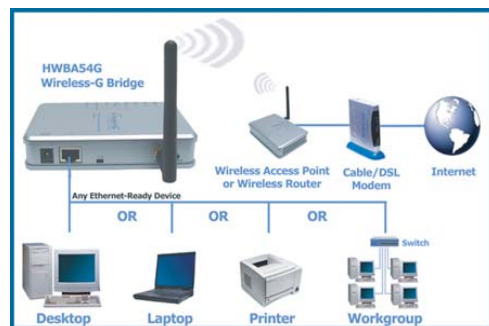 HWBA54G
Wireless-G Bridge
Wireless Access Point
or Wireless Router
Cable/DSL
Modem
Internet
Any Ethernet-Ready Device
OR
OR
OR
Switch
Desktop
Laptop
Printer
Workgroup